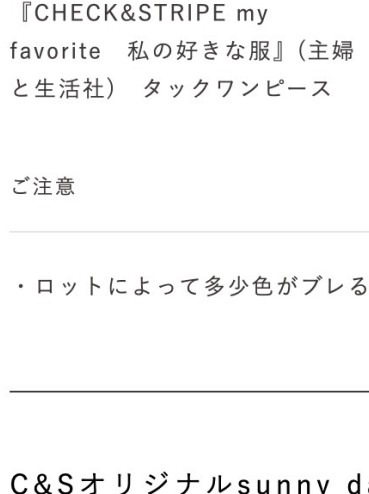 『CHECK&STRIPE my
favorite　私の好きな服』（主婦
と生活社）　タックワンピース
ご注意
・ロットによって多少色がブレる
C&Sオリジナルsunny